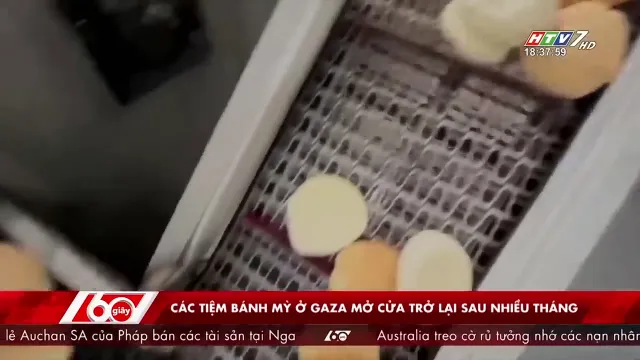 HTV7 HD
18:37:59
60 giây CÁC TIỆM BÁNH MỲ Ở GAZA MỞ CỬA TRỞ LẠI SAU NHIỀU THÁNG
lê Auchan SA của Pháp bán các tài sản tại Nga 60 Australia treo cờ rủ tưởng nhớ các nạn nhâ